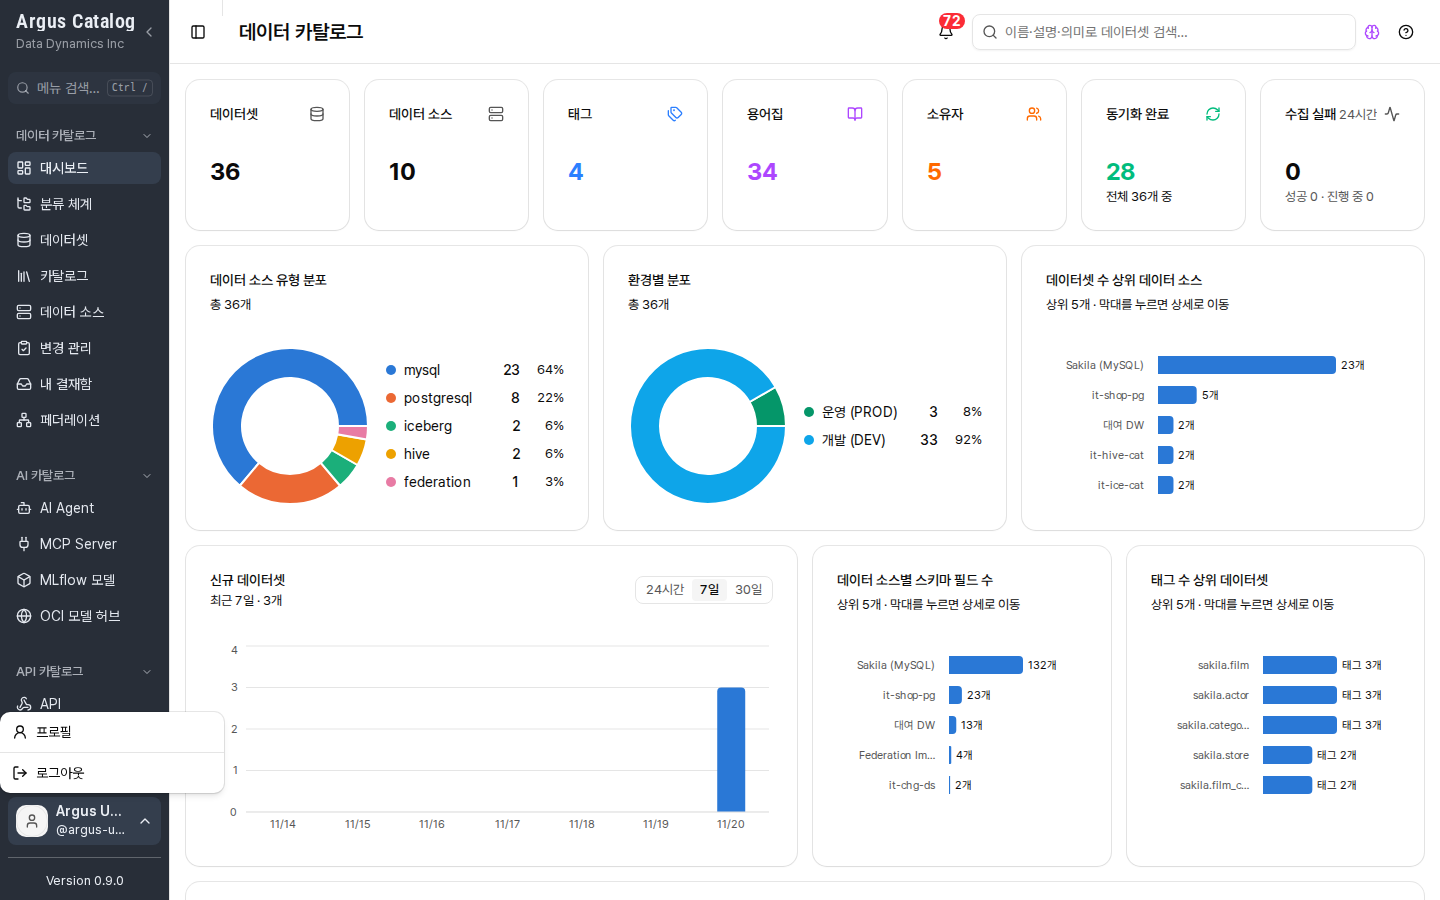 Argus Catalog
Data Dynamics Inc
메뉴 검색...
Ctrl /
데이터 카탈로그
대시보드
분류 체계
데이터셋
카탈로그
데이터 소스
변경 관리
내 결재함
페더레이션
AI 카탈로그
AI Agent
MCP Server
MLflow 모델
OCI 모델 허브
API 카탈로그
API
프로필
로그아웃
Argus U...
@argus-u...
Version 0.9.0
데이터 카탈로그
72
이름·설명·의미로 데이터셋 검색...
데이터셋
36
데이터 소스
10
태그
4
용어집
34
소유자
5
동기화 완료
28
전체 36개 중
수집 실패 24시간
0
성공 0 · 진행 중 0
데이터 소스 유형 분포
총 36개
mysql 23 64%
postgresql 8 22%
iceberg 2 6%
hive 2 6%
federation 1 3%
환경별 분포
총 36개
운영 (PROD) 3 8%
개발 (DEV) 33 92%
데이터셋 수 상위 데이터 소스
상위 5개 · 막대를 누르면 상세로 이동
Sakila (MySQL) 23개
it-shop-pg 5개
대여 DW 2개
it-hive-cat 2개
it-ice-cat 2개
신규 데이터셋
최근 7일 · 3개
24시간 7일 30일
4
3
2
1
0
11/14 11/15 11/16 11/17 11/18 11/19 11/20
데이터 소스별 스키마 필드 수
상위 5개 · 막대를 누르면 상세로 이동
Sakila (MySQL) 132개
it-shop-pg 23개
대여 DW 13개
Federation Im... 4개
it-chg-ds 2개
태그 수 상위 데이터셋
상위 5개 · 막대를 누르면 상세로 이동
sakila.film 태그 3개
sakila.actor 태그 3개
sakila.catego... 태그 3개
sakila.store 태그 2개
sakila.film_c... 태그 2개